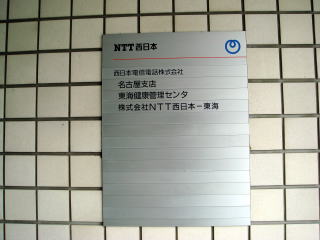 NTT西日本
西日本電信電話株式会社
名古屋支店
東海健康管理センタ
株式会社NTT西日本－東海